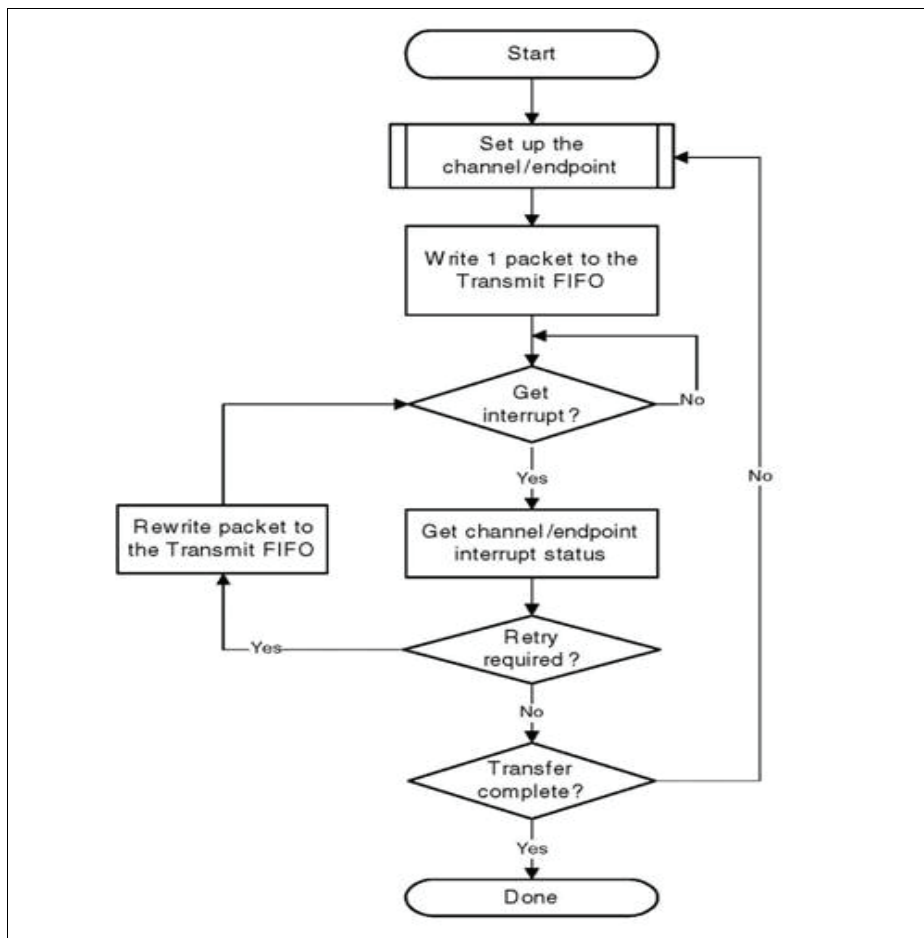 Start
Set up the
channel/endpoint
Write 1 packet to the
Transmit FIFO
Get
interrupt?
No
Yes
No
Rewrite packet to
the Transmit FIFO
Get channel/endpoint
interrupt status
Retry
required?
Yes
No
Transfer
complete?
Yes
Done